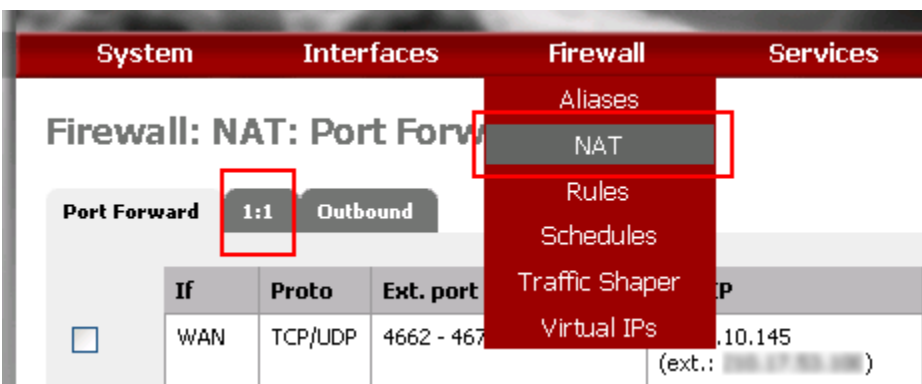 System Interfaces Firewall Services
Aliases
Firewall: NAT: Port Forw
NAT
Rules
Port Forward 1:1 Outbound
Schedules
Traffic Shaper
If Proto Ext. port
Virtual IPs
WAN TCP/UDP 4662 - 467 .10.145
(ext.: )